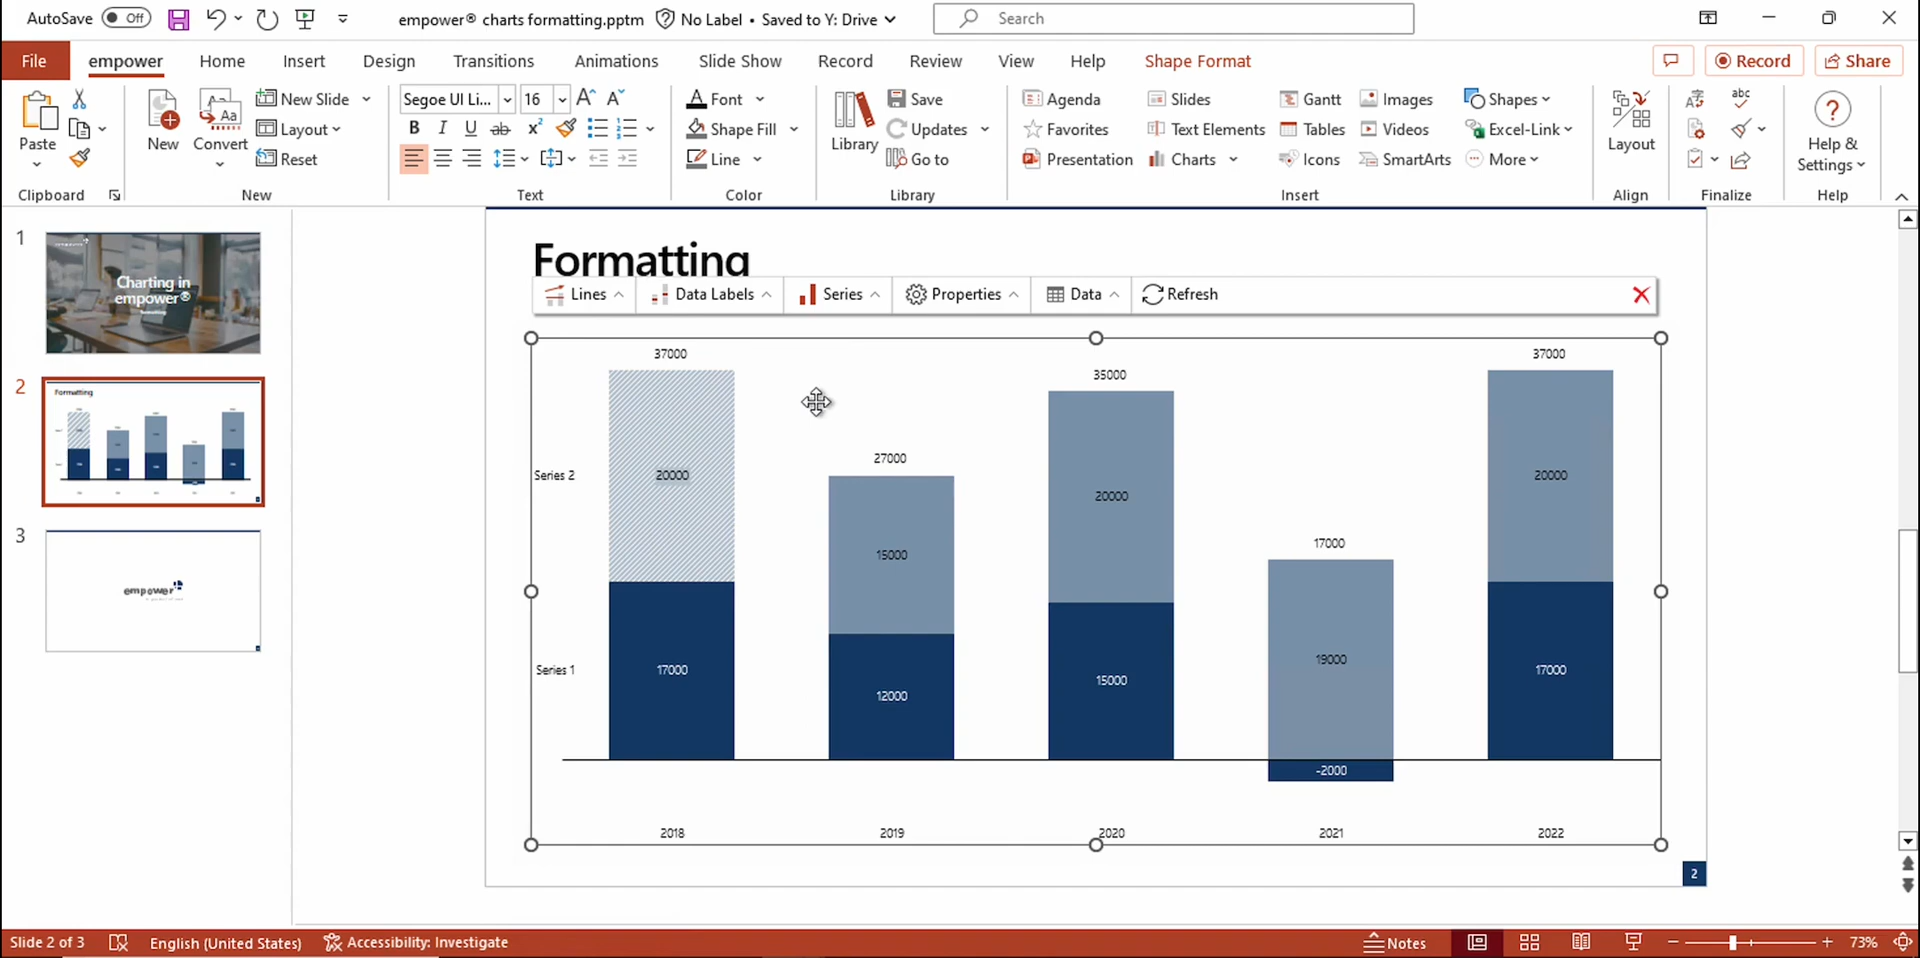 AutoSave Off empower® charts formatting.pptm No Label • Saved to Y: Drive Search
File empower Home Insert Design Transitions Animations Slide Show Record Review View Help Shape Format Record Share
Paste
New
Convert
New Slide
Layout
Reset
Segoe UI Li... 16
B I U ab x²
Font
Shape Fill
Line
Library
Save
Updates
Go to
Agenda
Favorites
Presentation
Slides
Text Elements
Charts
Gantt
Tables
Icons
Images
Videos
SmartArts
Shapes
Excel-Link
More
Layout
abc
Help &
Settings
Clipboard New Text Color Library Insert Align Finalize Help
1
Charting in
empower®
2
Formatting
3
empower
Formatting
Lines Data Labels Series Properties Data Refresh
37000 37000
35000
27000
Series 2 20000 20000 20000
17000
15000
19000
Series 1 17000 12000 15000 17000
-2000
2018 2019 2020 2021 2022
2
Slide 2 of 3 English (United States) Accessibility: Investigate Notes 73%